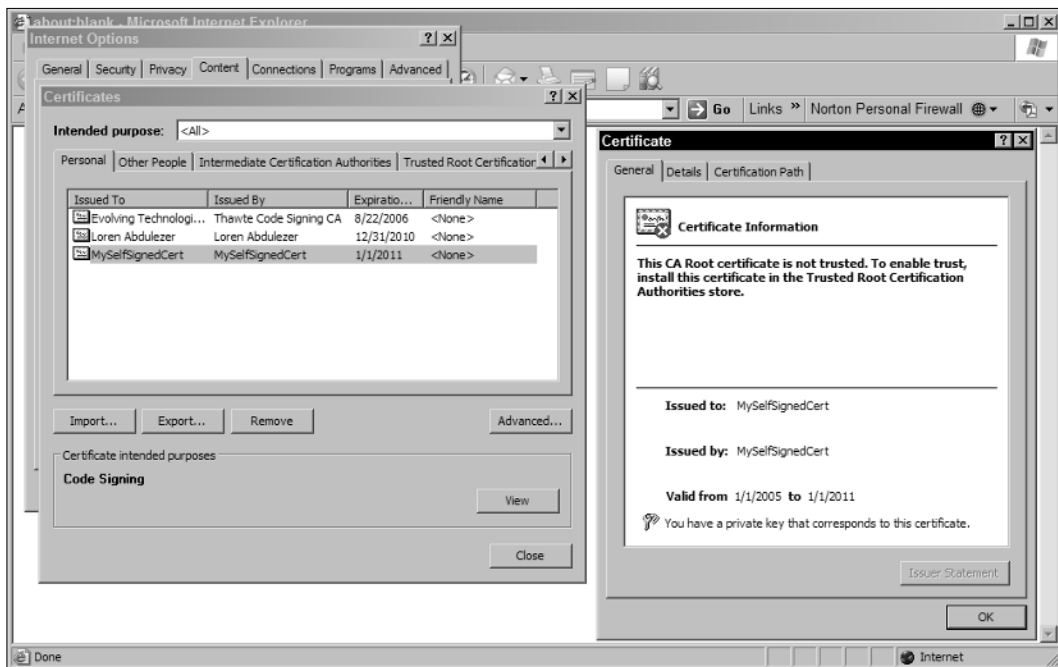 about:blank - Microsoft Internet Explorer
Internet Options
General Security Privacy Content Connections Programs Advanced
Go Links » Norton Personal Firewall
Certificates
Intended purpose: <All>
Personal Other People Intermediate Certification Authorities Trusted Root Certification
Issued To Issued By Expiratio... Friendly Name
Evolving Technologi... Thawte Code Signing CA 8/22/2006 <None>
Loren Abdulezer Loren Abdulezer 12/31/2010 <None>
MySelfSignedCert MySelfSignedCert 1/1/2011 <None>
Import... Export... Remove Advanced...
Certificate intended purposes
Code Signing
View
Close
Certificate
General Details Certification Path
Certificate Information
This CA Root certificate is not trusted. To enable trust,
install this certificate in the Trusted Root Certification
Authorities store.
Issued to: MySelfSignedCert
Issued by: MySelfSignedCert
Valid from 1/1/2005 to 1/1/2011
You have a private key that corresponds to this certificate.
Issuer Statement
OK
Done
Internet